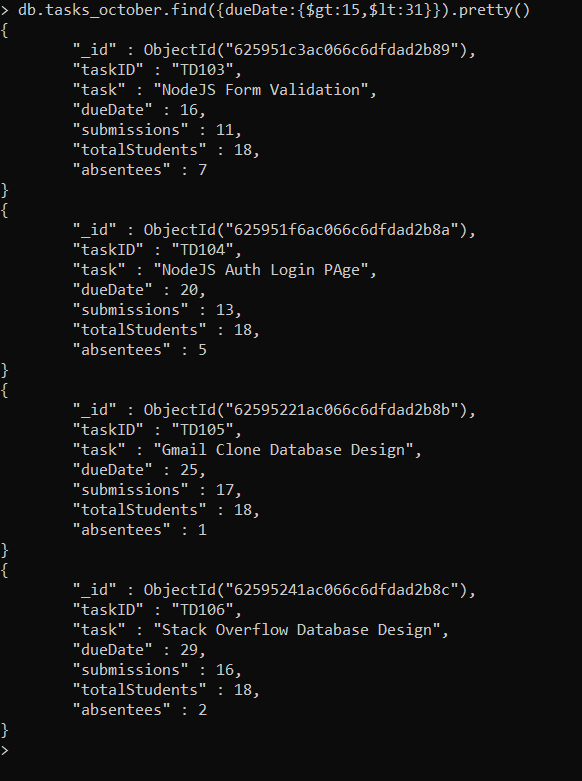 > db.tasks_october.find({dueDate:{$gt:15,$lt:31}}).pretty()
{
        "_id" : ObjectId("625951c3ac066c6dfdad2b89"),
        "taskID" : "TD103",
        "task" : "NodeJS Form Validation",
        "dueDate" : 16,
        "submissions" : 11,
        "totalStudents" : 18,
        "absentees" : 7
}
{
        "_id" : ObjectId("625951f6ac066c6dfdad2b8a"),
        "taskID" : "TD104",
        "task" : "NodeJS Auth Login PAge",
        "dueDate" : 20,
        "submissions" : 13,
        "totalStudents" : 18,
        "absentees" : 5
}
{
        "_id" : ObjectId("62595221ac066c6dfdad2b8b"),
        "taskID" : "TD105",
        "task" : "Gmail Clone Database Design",
        "dueDate" : 25,
        "submissions" : 17,
        "totalStudents" : 18,
        "absentees" : 1
}
{
        "_id" : ObjectId("62595241ac066c6dfdad2b8c"),
        "taskID" : "TD106",
        "task" : "Stack Overflow Database Design",
        "dueDate" : 29,
        "submissions" : 16,
        "totalStudents" : 18,
        "absentees" : 2
}
>